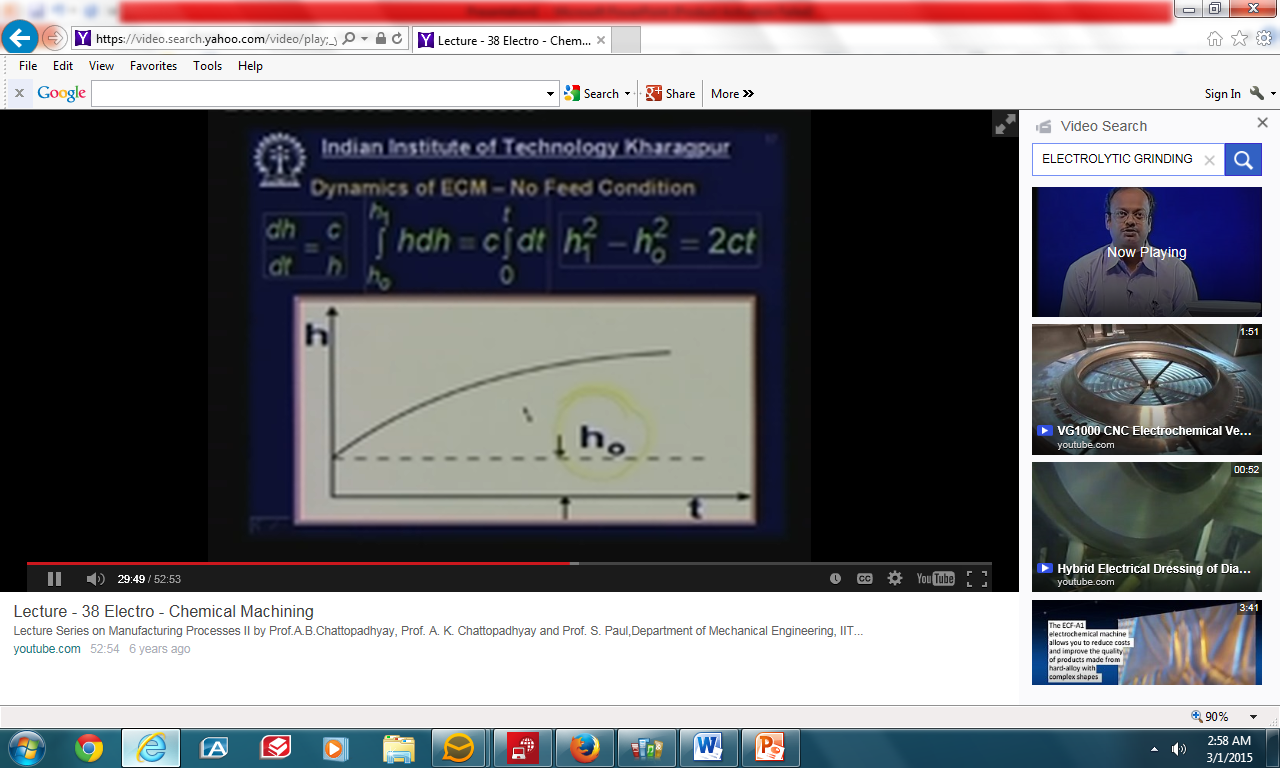 https://video.search.yahoo.com/video/play;_
Lecture - 38 Electro - Chem...
File Edit View Favorites Tools Help
x Google Search Share More >> Sign In
Indian Institute of Technology Kharagpur
Dynamics of ECM – No Feed Condition
dh/dt = c/h ∫h₀^h₁ hdh = c∫0^t dt h₁² – h₀² = 2ct
h
h₀
t
29:49 / 52:53
CC YouTube
Lecture - 38 Electro - Chemical Machining
Lecture Series on Manufacturing Processes II by Prof.A.B.Chattopadhyay, Prof. A. K. Chattopadhyay and Prof. S. Paul,Department of Mechanical Engineering, IIT...
youtube.com 52:54 6 years ago
Video Search
ELECTROLYTIC GRINDING
Now Playing
1:51
VG1000 CNC Electrochemical Ve...
youtube.com
00:52
Hybrid Electrical Dressing of Dia...
youtube.com
3:41
The ECF-A1
electrochemical machine
allows you to reduce costs
and improve the quality
of products made from
hard-alloy with
complex shapes
90%
2:58 AM
3/1/2015